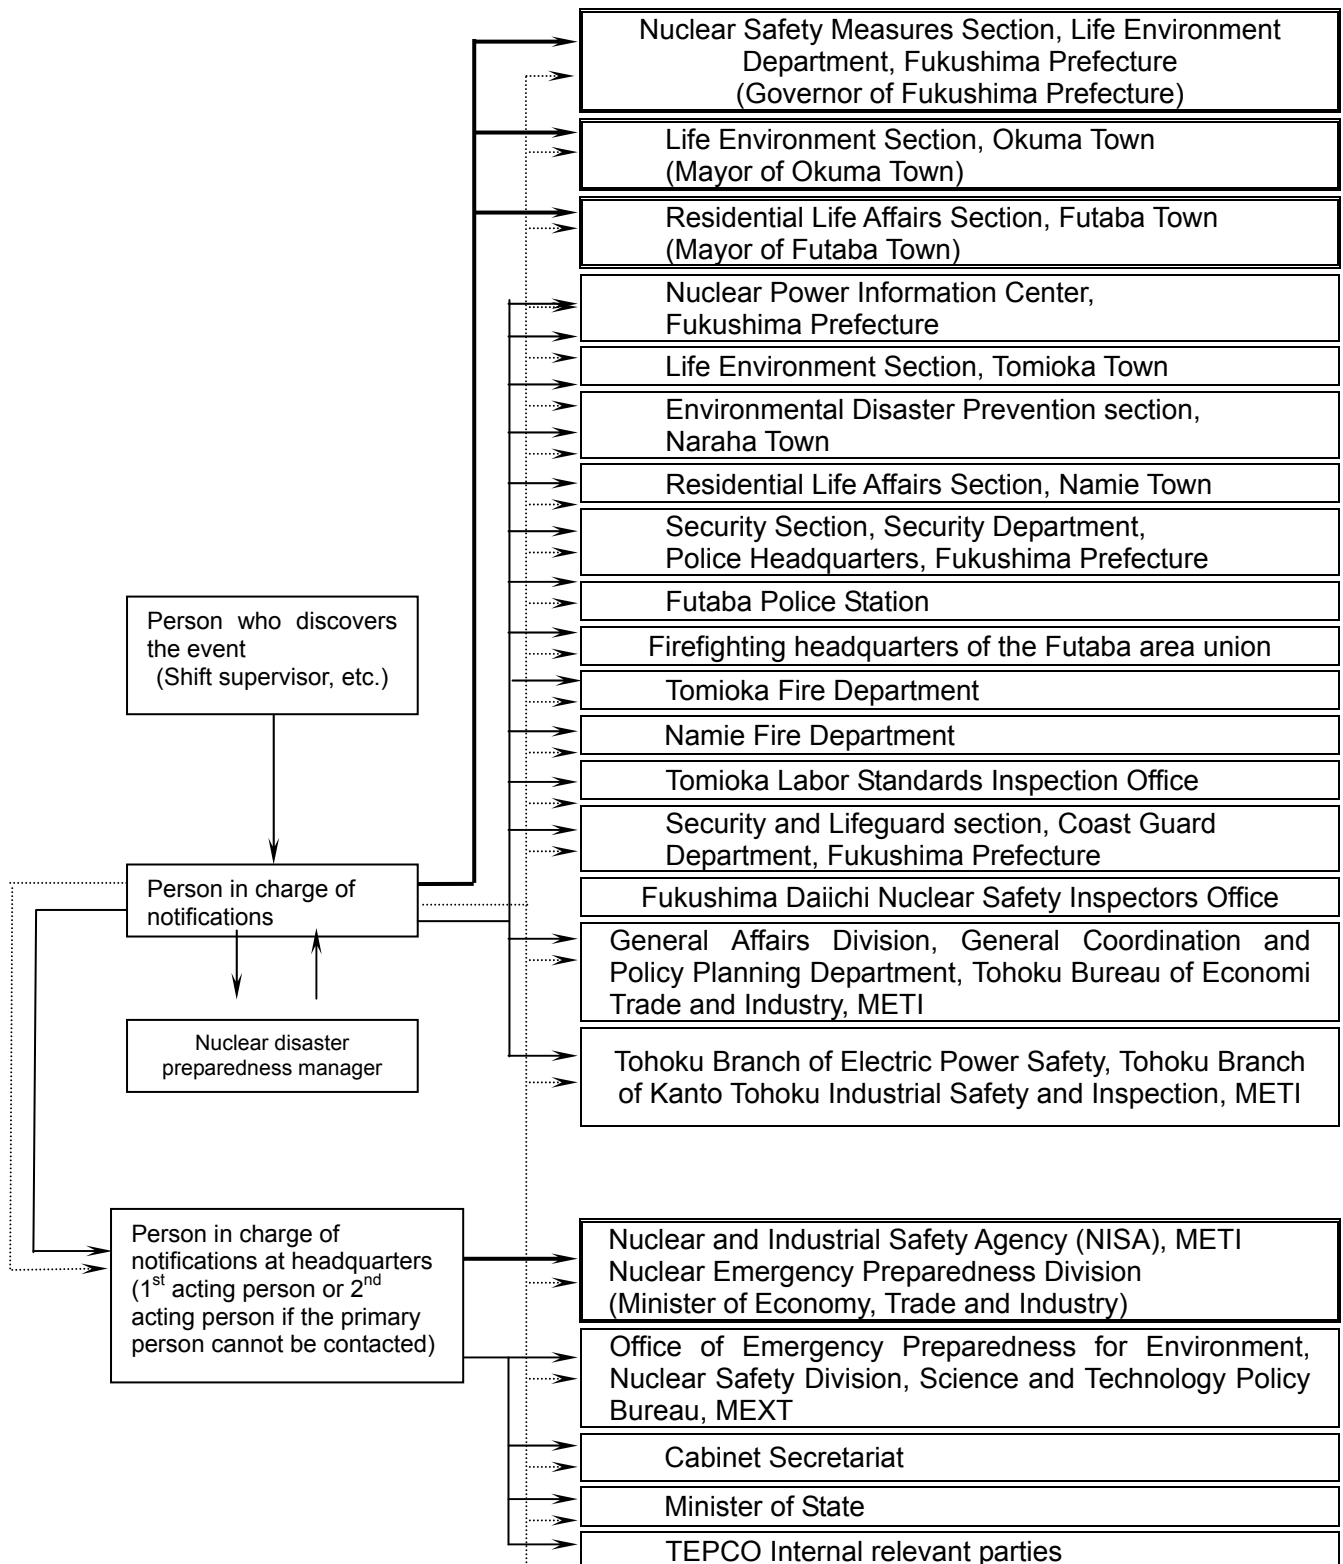 Nuclear Safety Measures Section, Life Environment
Department, Fukushima Prefecture
(Governor of Fukushima Prefecture)
Life Environment Section, Okuma Town
(Mayor of Okuma Town)
Residential Life Affairs Section, Futaba Town
(Mayor of Futaba Town)
Nuclear Power Information Center,
Fukushima Prefecture
Life Environment Section, Tomioka Town
Environmental Disaster Prevention section,
Naraha Town
Residential Life Affairs Section, Namie Town
Security Section, Security Department,
Police Headquarters, Fukushima Prefecture
Futaba Police Station
Firefighting headquarters of the Futaba area union
Tomioka Fire Department
Namie Fire Department
Tomioka Labor Standards Inspection Office
Security and Lifeguard section, Coast Guard
Department, Fukushima Prefecture
Fukushima Daiichi Nuclear Safety Inspectors Office
General Affairs Division, General Coordination and
Policy Planning Department, Tohoku Bureau of Economi
Trade and Industry, METI
Tohoku Branch of Electric Power Safety, Tohoku Branch
of Kanto Tohoku Industrial Safety and Inspection, METI
Person who discovers
the event
(Shift supervisor, etc.)
Person in charge of
notifications
Nuclear disaster
preparedness manager
Person in charge of
notifications at headquarters
(1st acting person or 2nd
acting person if the primary
person cannot be contacted)
Nuclear and Industrial Safety Agency (NISA), METI
Nuclear Emergency Preparedness Division
(Minister of Economy, Trade and Industry)
Office of Emergency Preparedness for Environment,
Nuclear Safety Division, Science and Technology Policy
Bureau, MEXT
Cabinet Secretariat
Minister of State
TEPCO Internal relevant parties